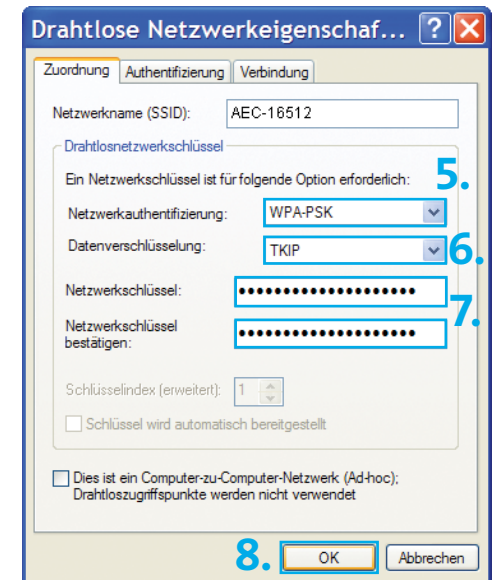 Drahtlose Netzwerkeigenschaf...
Zuordnung Authentifizierung Verbindung
Netzwerkname (SSID): AEC-16512
Drahtlosnetzwerkschlüssel
Ein Netzwerkschlüssel ist für folgende Option erforderlich:
5.
Netzwerkauthentifizierung: WPA-PSK
Datenverschlüsselung: TKIP
6.
Netzwerkschlüssel: ••••••••••••••••••••
7.
Netzwerkschlüssel
bestätigen: ••••••••••••••••••••
Schlüsselindex (erweitert): 1
Schlüssel wird automatisch bereitgestellt
Dies ist ein Computer-zu-Computer-Netzwerk (Ad-hoc);
Drahtloszugriffspunkte werden nicht verwendet
8. OK Abbrechen